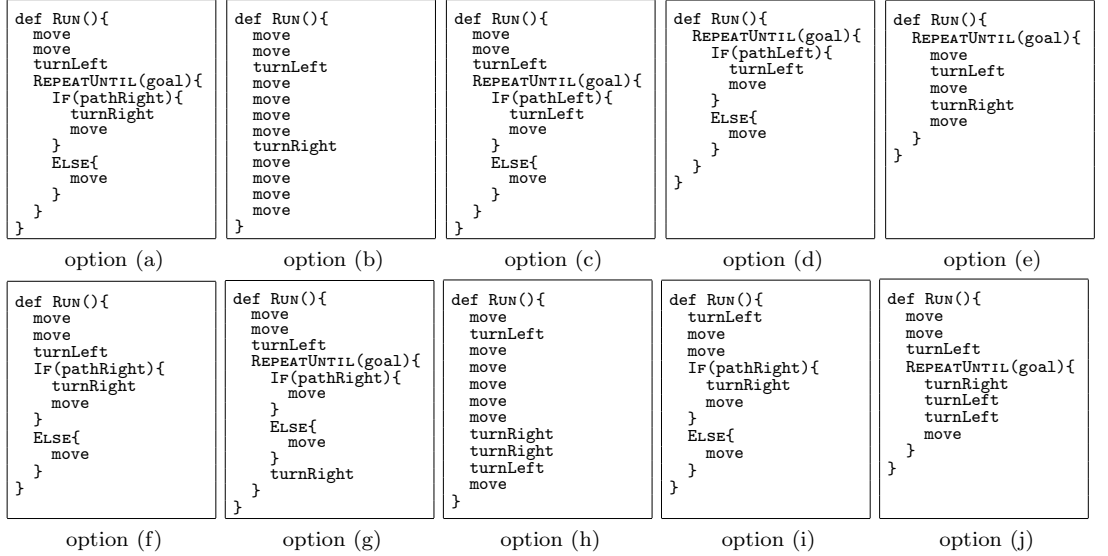 def RUN(){
move
move
turnLeft
REPEATUNTIL(goal){
IF(pathRight){
turnRight
move
}
ELSE{
move
}
}
}
option (a)
def RUN(){
move
move
turnLeft
move
move
move
move
turnRight
move
move
move
move
}
option (b)
def RUN(){
move
move
turnLeft
REPEATUNTIL(goal){
IF(pathLeft){
turnLeft
move
}
ELSE{
move
}
}
}
option (c)
def RUN(){
REPEATUNTIL(goal){
IF(pathLeft){
turnLeft
move
}
ELSE{
move
}
}
}
option (d)
def RUN(){
REPEATUNTIL(goal){
move
turnLeft
move
turnRight
move
}
}
option (e)
def RUN(){
move
move
turnLeft
IF(pathRight){
turnRight
move
}
ELSE{
move
}
}
option (f)
def RUN(){
move
move
turnLeft
REPEATUNTIL(goal){
IF(pathRight){
move
}
ELSE{
move
}
turnRight
}
}
option (g)
def RUN(){
move
turnLeft
move
move
move
move
move
turnRight
turnRight
turnLeft
move
}
option (h)
def RUN(){
turnLeft
move
move
IF(pathRight){
turnRight
move
}
ELSE{
move
}
}
option (i)
def RUN(){
move
move
turnLeft
REPEATUNTIL(goal){
turnRight
turnLeft
turnLeft
move
}
}
option (j)